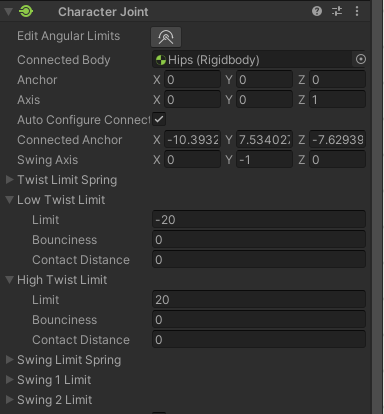 Character Joint
Edit Angular Limits
Connected Body Hips (Rigidbody)
Anchor X 0 Y 0 Z 0
Axis X 0 Y 0 Z 1
Auto Configure Connect
Connected Anchor X -10.3932 Y 7.534027 Z -7.62939
Swing Axis X 0 Y -1 Z 0
Twist Limit Spring
Low Twist Limit
Limit -20
Bounciness 0
Contact Distance 0
High Twist Limit
Limit 20
Bounciness 0
Contact Distance 0
Swing Limit Spring
Swing 1 Limit
Swing 2 Limit